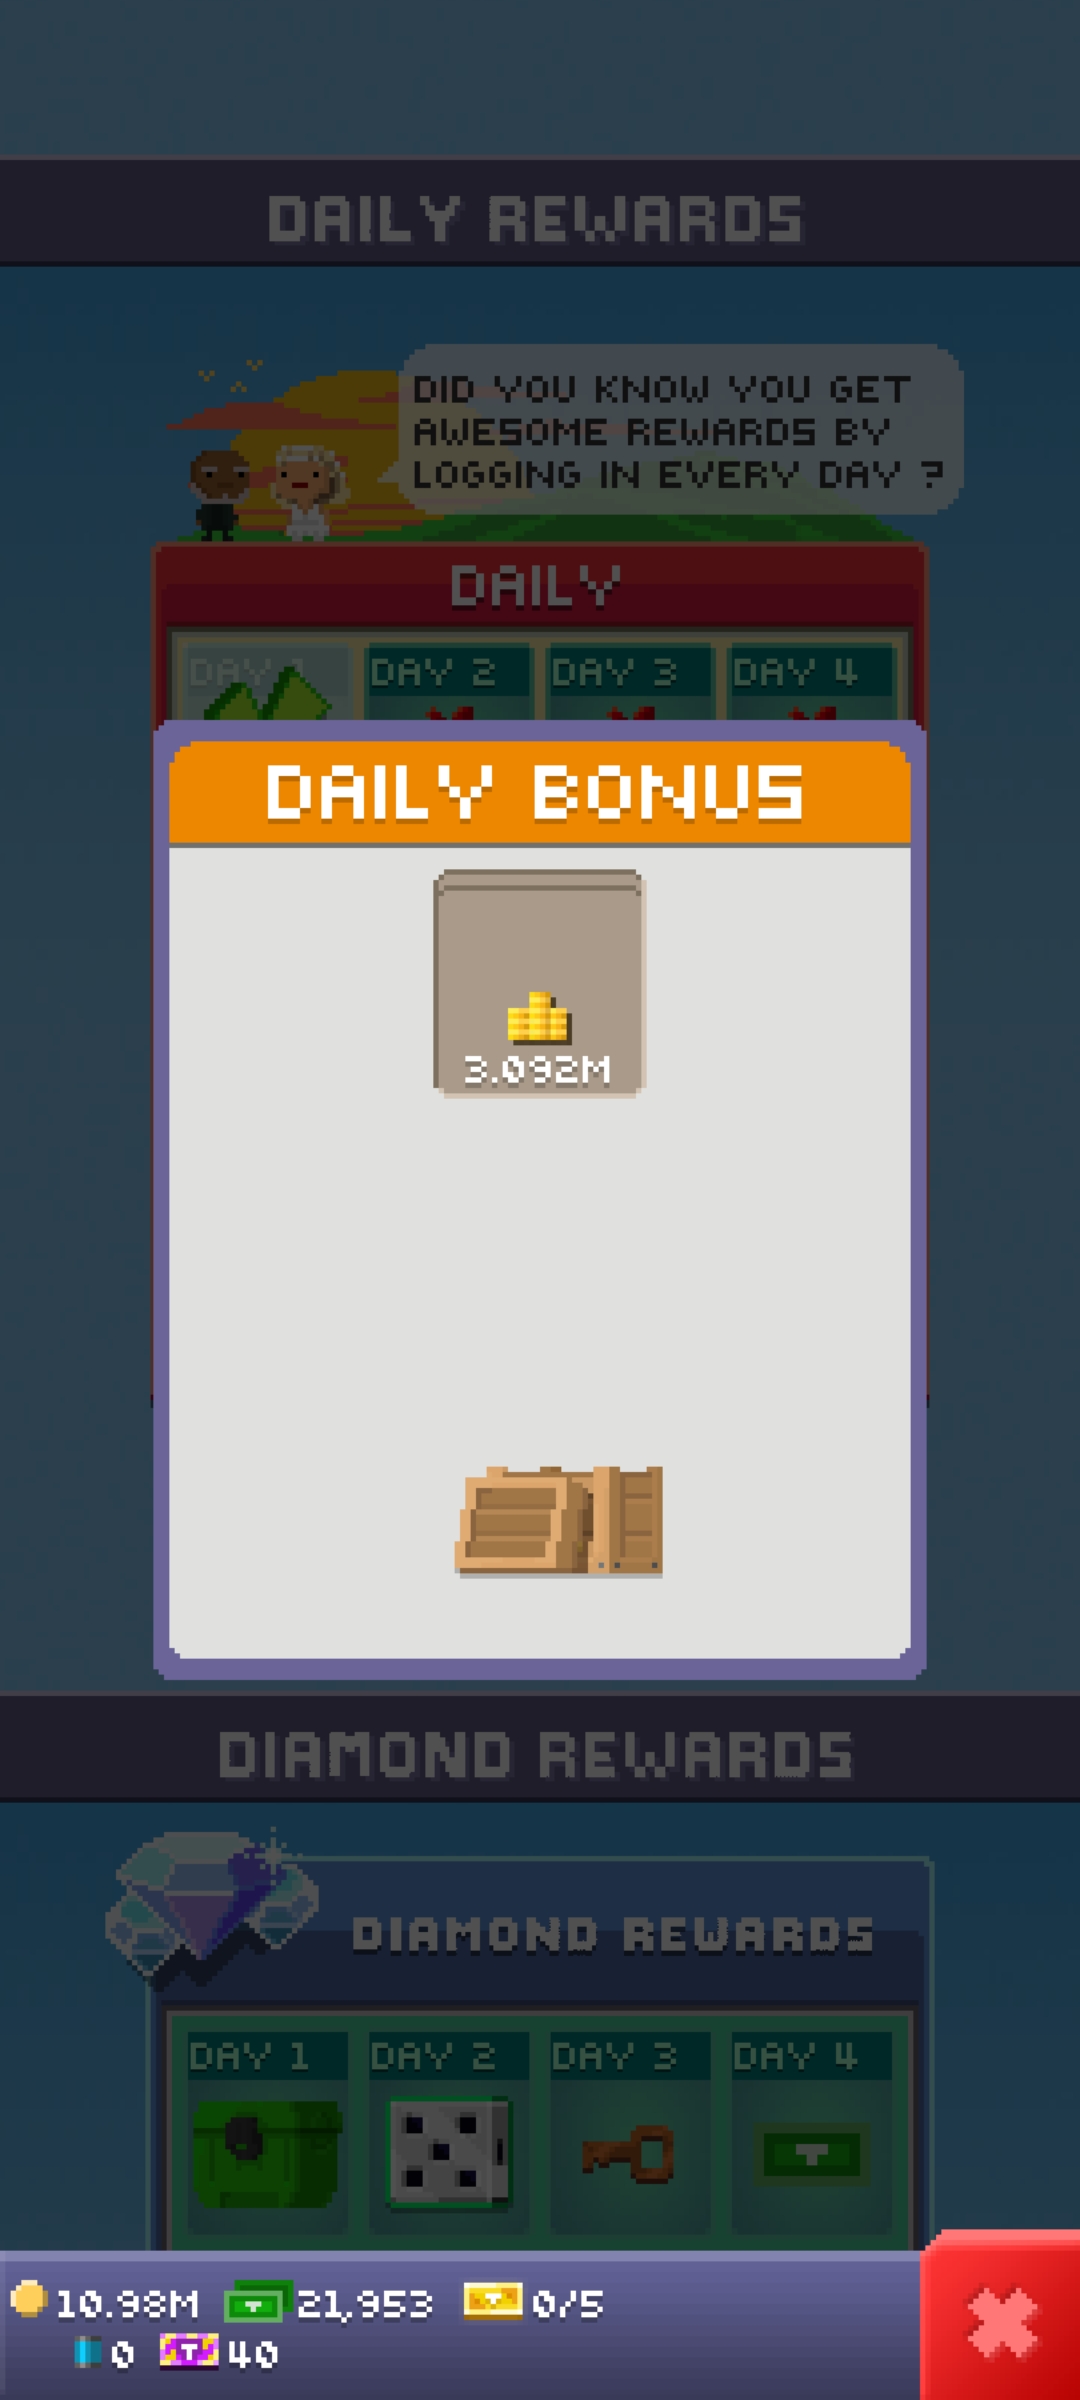 DAILY REWARDS
DID YOU KNOW YOU GET
AWESOME REWARDS BY
LOGGING IN EVERY DAY ?
DAILY
DAY 1 DAY 2 DAY 3 DAY 4
DAILY BONUS
3.092M
DIAMOND REWARDS
DIAMOND REWARDS
DAY 1 DAY 2 DAY 3 DAY 4
10.98M 21,953 0/5
0 40